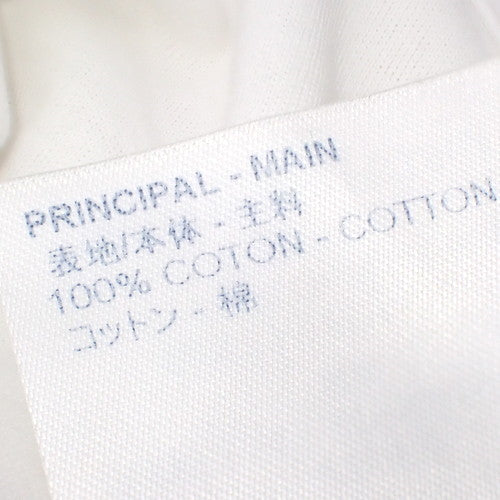 PRINCIPAL - MAIN
表地/本体 - 主料
100% COTON - COTTON
コットン - 棉